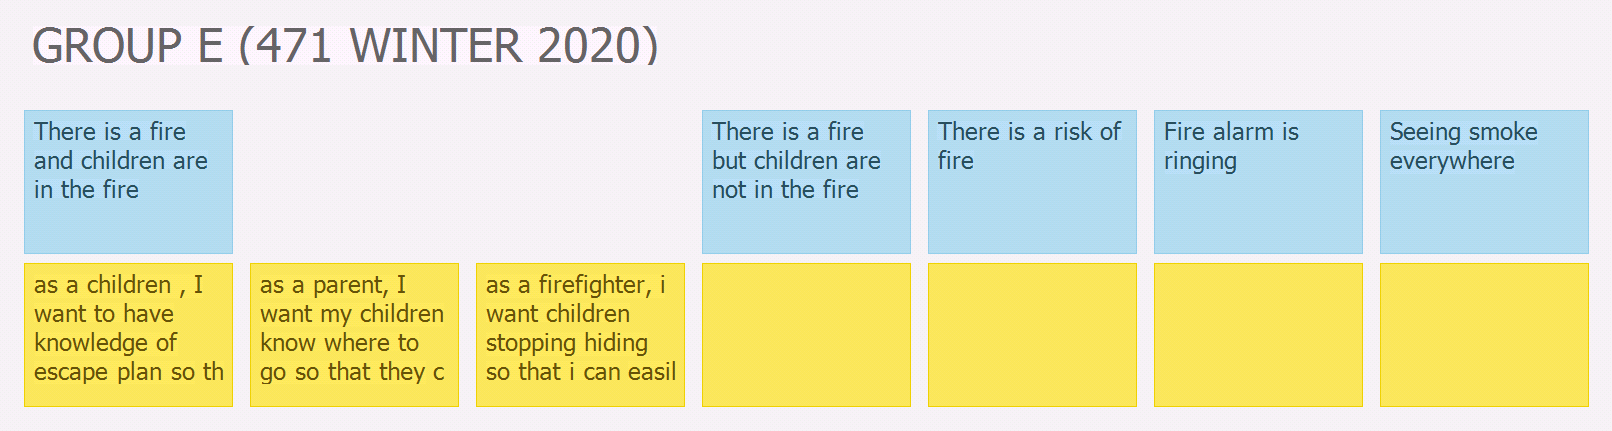 GROUP E (471 WINTER 2020)
There is a fire
and children are
in the fire
There is a fire
but children are
not in the fire
There is a risk of
fire
Fire alarm is
ringing
Seeing smoke
everywhere
as a children , I
want to have
knowledge of
escape plan so th
as a parent, I
want my children
know where to
go so that they c
as a firefighter, i
want children
stopping hiding
so that i can easil